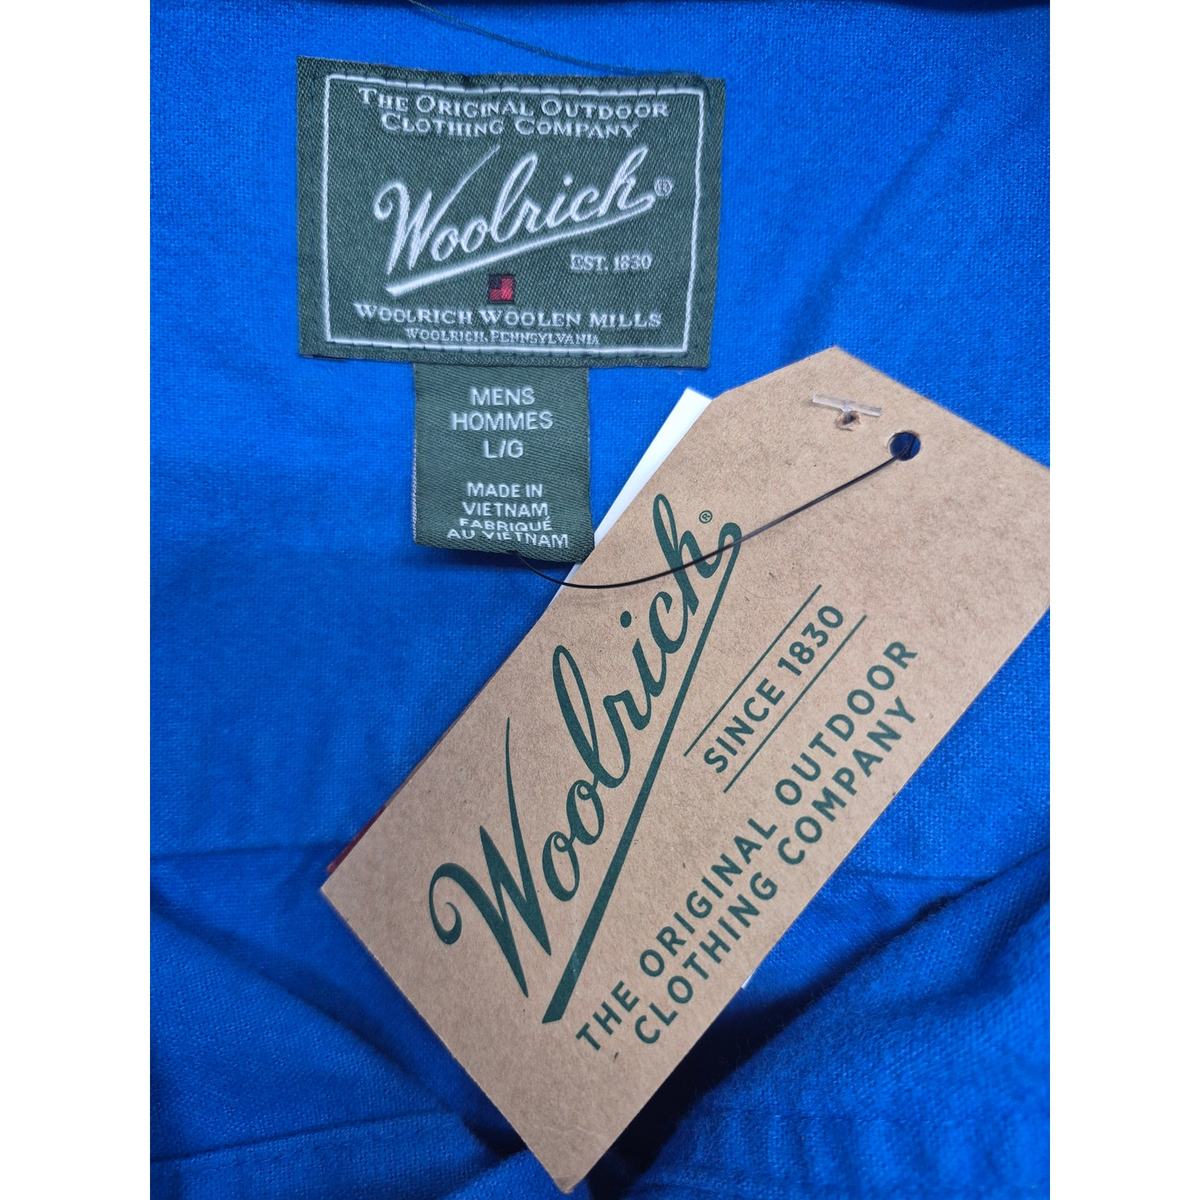 THE ORIGINAL OUTDOOR
CLOTHING COMPANY
Woolrich®
EST. 1830
WOOLRICH WOOLEN MILLS
WOOLRICH, PENNSYLVANIA
MENS
HOMMES
L/G
MADE IN
VIETNAM
FABRIQUÉ
AU VIETNAM
Woolrich®
SINCE 1830
THE ORIGINAL OUTDOOR
CLOTHING COMPANY